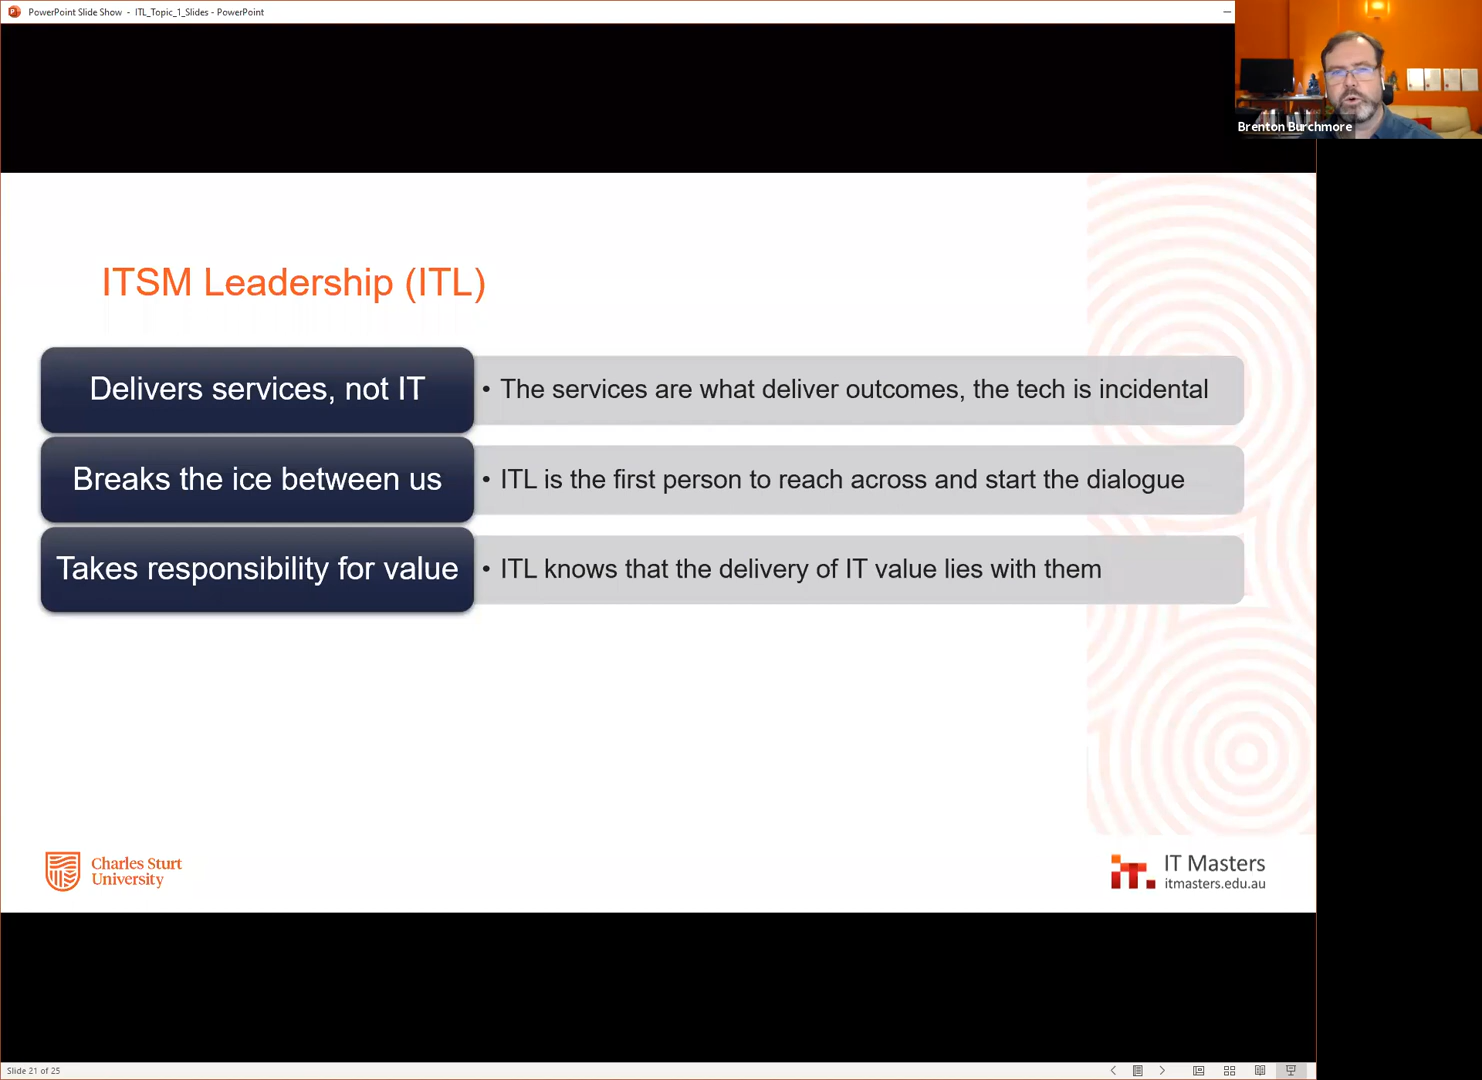 PowerPoint Slide Show - ITL_Topic_1_Slides - PowerPoint
Brenton Burchmore
ITSM Leadership (ITL)
Delivers services, not IT
• The services are what deliver outcomes, the tech is incidental
Breaks the ice between us
• ITL is the first person to reach across and start the dialogue
Takes responsibility for value
• ITL knows that the delivery of IT value lies with them
Charles Sturt
University
it.
IT Masters
itmasters.edu.au
Slide 21 of 25